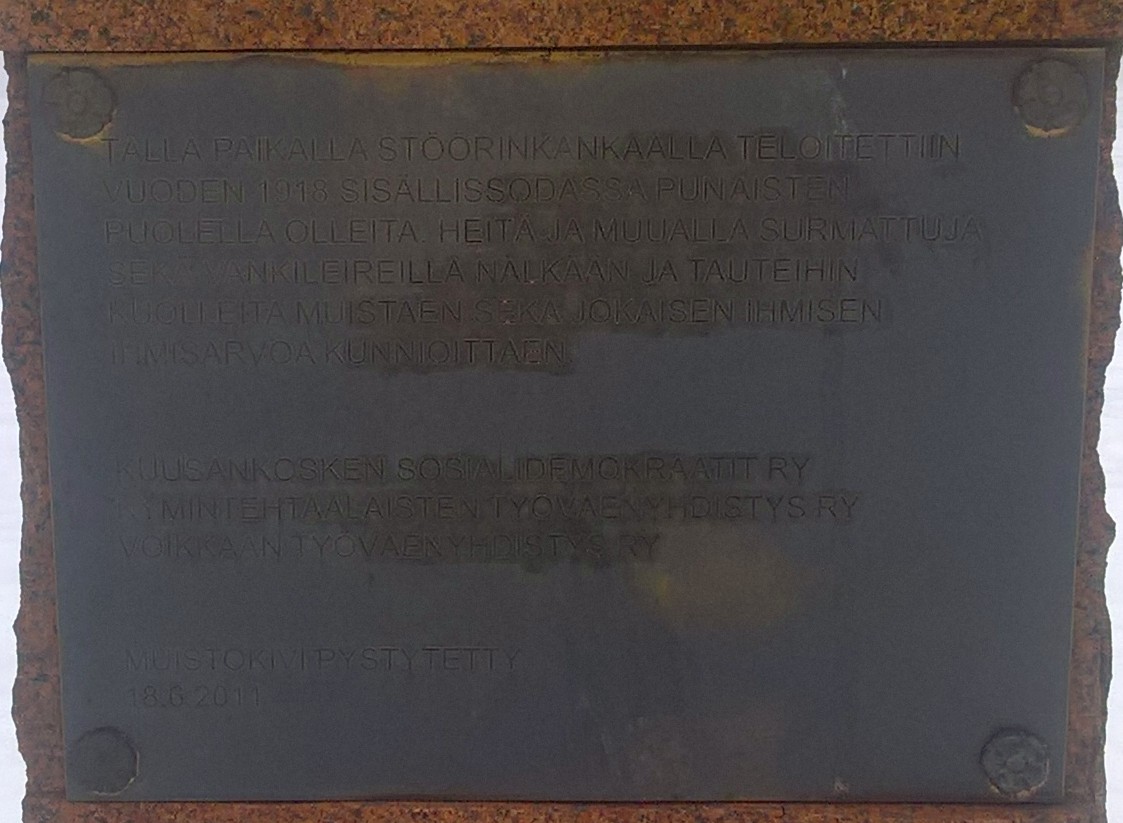 TÄLLÄ PAIKALLA STÖÖRINKANKAALLA TELOITETTIIN
VUODEN 1918 SISÄLLISSODASSA PUNAISTEN
PUOLELLA OLLEITA. HEITÄ JA MUUALLA SURMATTUJA
SEKÄ VANKILEIREILLÄ NÄLKÄÄN JA TAUTEIHIN
KUOLLEITA MUISTAEN SEKÄ JOKAISEN IHMISEN
IHMISARVOA KUNNIOITTAEN.
KUUSANKOSKEN SOSIALIDEMOKRAATIT RY
KYMINTEHTAALAISTEN TYÖVÄENYHDISTYS RY
VOIKKAAN TYÖVÄENYHDISTYS RY
MUISTOKIVI PYSTYTETTY
18.6.2011